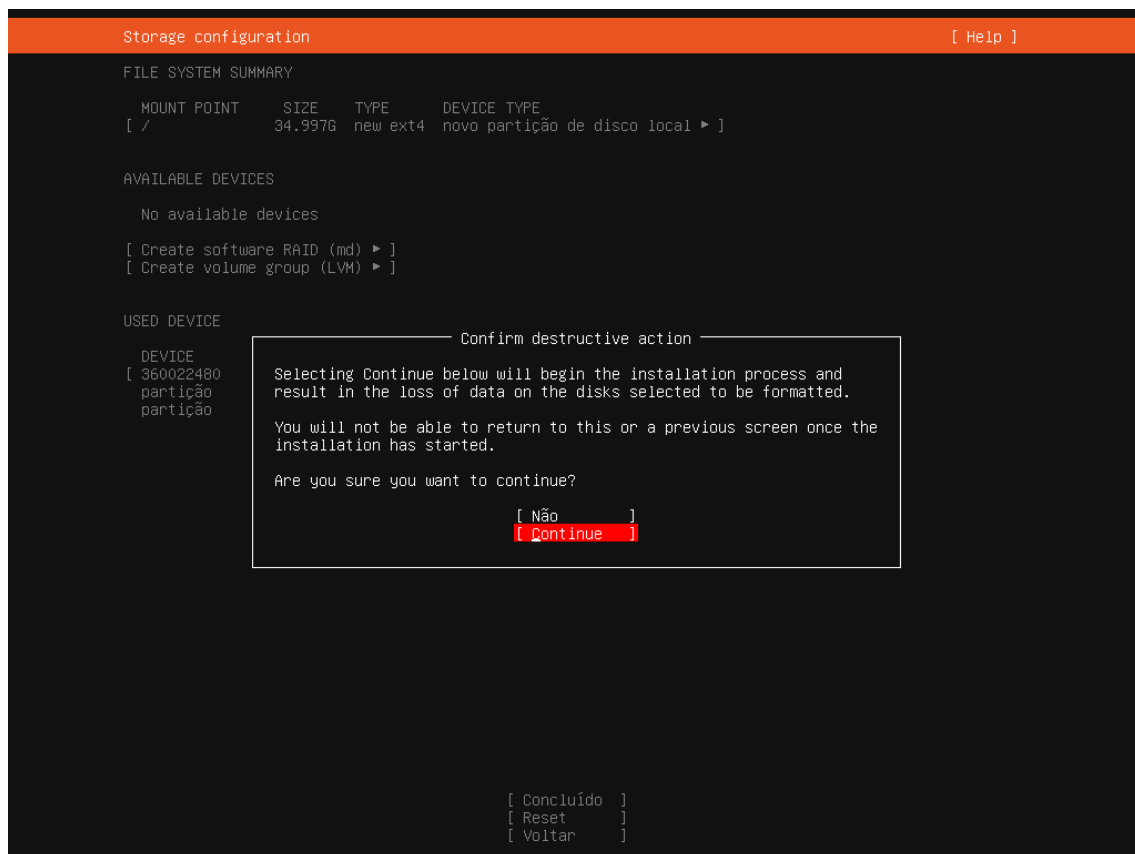 Storage configuration [ Help ]
FILE SYSTEM SUMMARY
MOUNT POINT SIZE TYPE DEVICE TYPE
[ / 34.997G new ext4 novo partição de disco local ▸ ]
AVAILABLE DEVICES
No available devices
[ Create software RAID (md) ▸ ]
[ Create volume group (LVM) ▸ ]
USED DEVICE
DEVICE
[ 360022480
partição
partição
Confirm destructive action
Selecting Continue below will begin the installation process and
result in the loss of data on the disks selected to be formatted.
You will not be able to return to this or a previous screen once the
installation has started.
Are you sure you want to continue?
[ Não ]
[ Continue ]
[ Concluído ]
[ Reset ]
[ Voltar ]